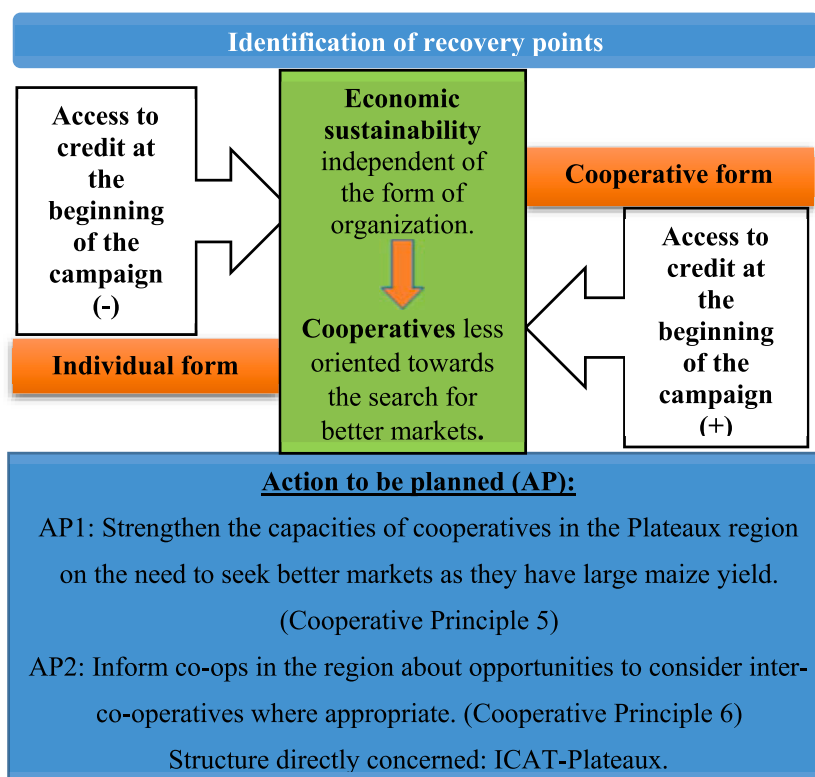 Identification of recovery points
Access to
credit at
the
beginning
of the
campaign
(-)
Individual form
Economic
sustainability
independent of
the form of
organization.
Cooperatives less
oriented towards
the search for
better markets.
Cooperative form
Access to
credit at
the
beginning
of the
campaign
(+)
Action to be planned (AP):
AP1: Strengthen the capacities of cooperatives in the Plateaux region
on the need to seek better markets as they have large maize yield.
(Cooperative Principle 5)
AP2: Inform co-ops in the region about opportunities to consider inter-
co-operatives where appropriate. (Cooperative Principle 6)
Structure directly concerned: ICAT-Plateaux.